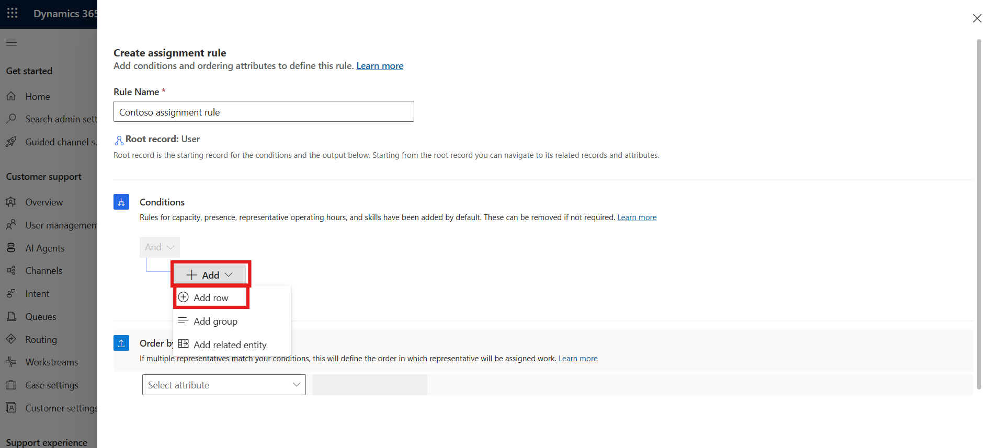 Dynamics 365
Get started
Home
Search admin sett
Guided channel s..
Customer support
Overview
User management
AI Agents
Channels
Intent
Queues
Routing
Workstreams
Case settings
Customer settings
Support experience
Create assignment rule
Add conditions and ordering attributes to define this rule. Learn more
Rule Name *
Contoso assignment rule
Root record: User
Root record is the starting record for the conditions and the output below. Starting from the root record you can navigate to its related records and attributes.
Conditions
Rules for capacity, presence, representative operating hours, and skills have been added by default. These can be removed if not required. Learn more
And
Add
Add row
Add group
Add related entity
Order by
If multiple representatives match your conditions, this will define the order in which representative will be assigned work. Learn more
Select attribute